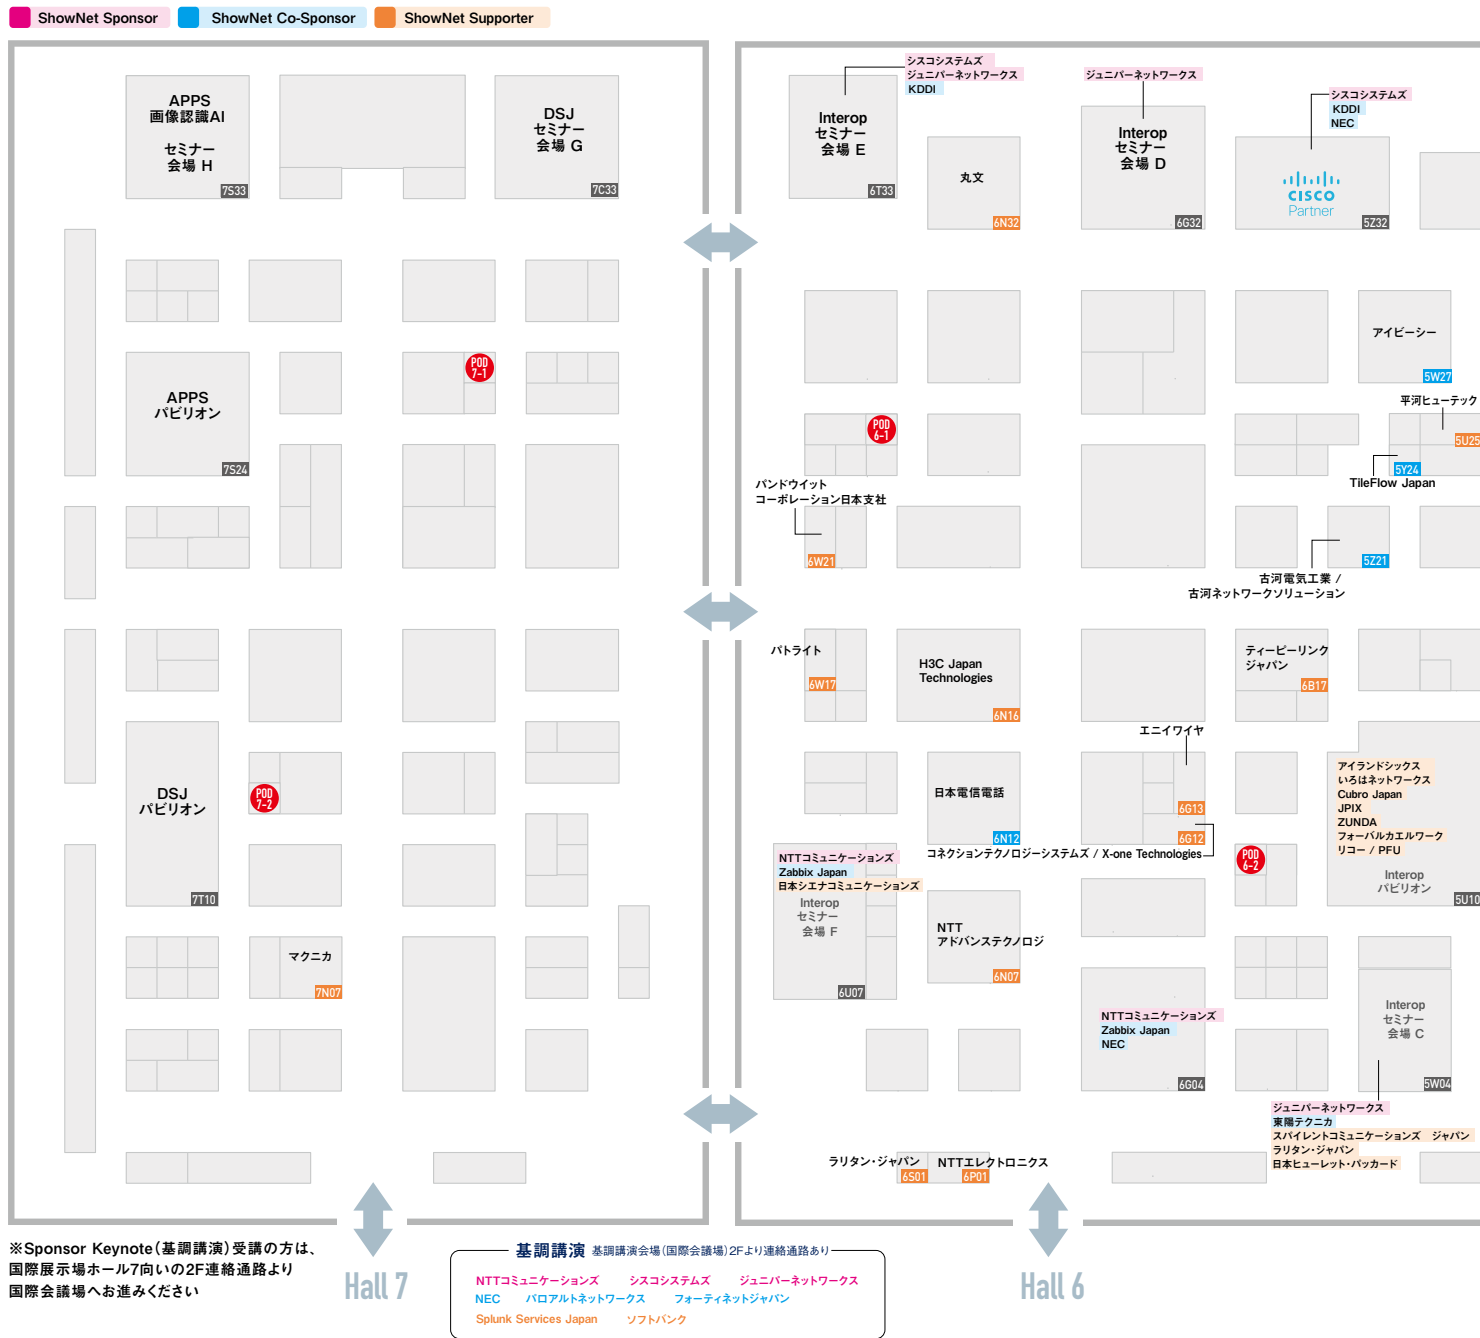 ShowNet Sponsor
ShowNet Co-Sponsor
ShowNet Supporter
APPS
画像認識AI
セミナー
会場 H
7S33
DSJ
セミナー
会場 G
7C33
シスコシステムズ
ジュニパーネットワークス
KDDI
Interop
セミナー
会場 E
6T33
丸文
6N32
ジュニパーネットワークス
Interop
セミナー
会場 D
6G32
シスコシステムズ
KDDI
NEC
CISCO
Partner
5Z32
POD
7-1
APPS
パビリオン
7S24
POD
6-1
アイビーシー
5W27
平河ヒューテック
5U25
5Y24
TileFlow Japan
パンドウイット
コーポレーション日本支社
6W21
5Z21
古河電気工業 /
古河ネットワークソリューション
パトライト
6W17
H3C Japan
Technologies
6N16
ティーピーリンク
ジャパン
6B17
エニイワイヤ
6G13
6G12
コネクションテクノロジーシステムズ / X-one Technologies
日本電信電話
6N12
DSJ
パビリオン
7T10
POD
7-2
アイランドシックス
いろはネットワークス
Cubro Japan
JPIX
ZUNDA
フォーバルカエルワーク
リコー / PFU
Interop
パビリオン
5U10
POD
6-2
NTTコミュニケーションズ
Zabbix Japan
日本シエナコミュニケーションズ
Interop
セミナー
会場 F
6U07
NTT
アドバンステクノロジ
6N07
マクニカ
7N07
NTTコミュニケーションズ
Zabbix Japan
NEC
6G04
Interop
セミナー
会場 C
5W04
ジュニパーネットワークス
東陽テクニカ
スパイレントコミュニケーションズ ジャパン
ラリタン・ジャパン
日本ヒューレット・パッカード
ラリタン・ジャパン
6S01
NTTエレクトロニクス
6P01
※Sponsor Keynote(基調講演)受講の方は、
国際展示場ホール7向いの2F連絡通路より
国際会議場へお進みください
Hall 7
基調講演 基調講演会場(国際会議場)2Fより連絡通路あり
NTTコミュニケーションズ シスコシステムズ ジュニパーネットワークス
NEC パロアルトネットワークス フォーティネットジャパン
Splunk Services Japan ソフトバンク
Hall 6